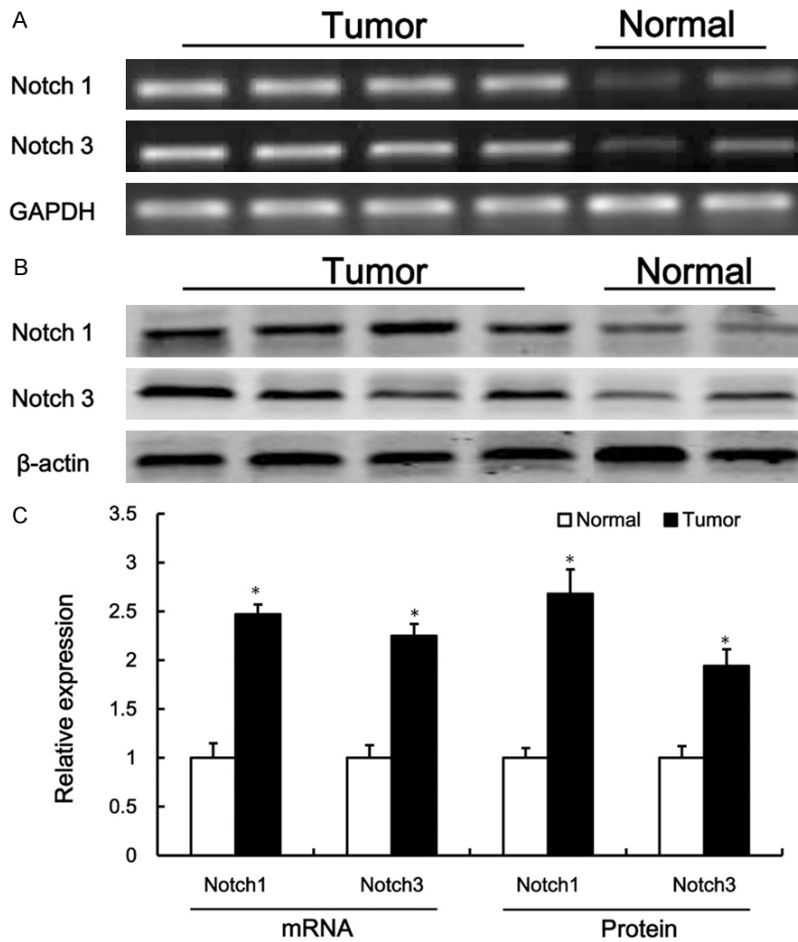 A
Tumor Normal
Notch 1
Notch 3
GAPDH
B
Tumor Normal
Notch 1
Notch 3
β-actin
C
Normal Tumor
Relative expression
3.5
3
2.5
2
1.5
1
0.5
0
* * * *
Notch1 Notch3 Notch1 Notch3
mRNA Protein